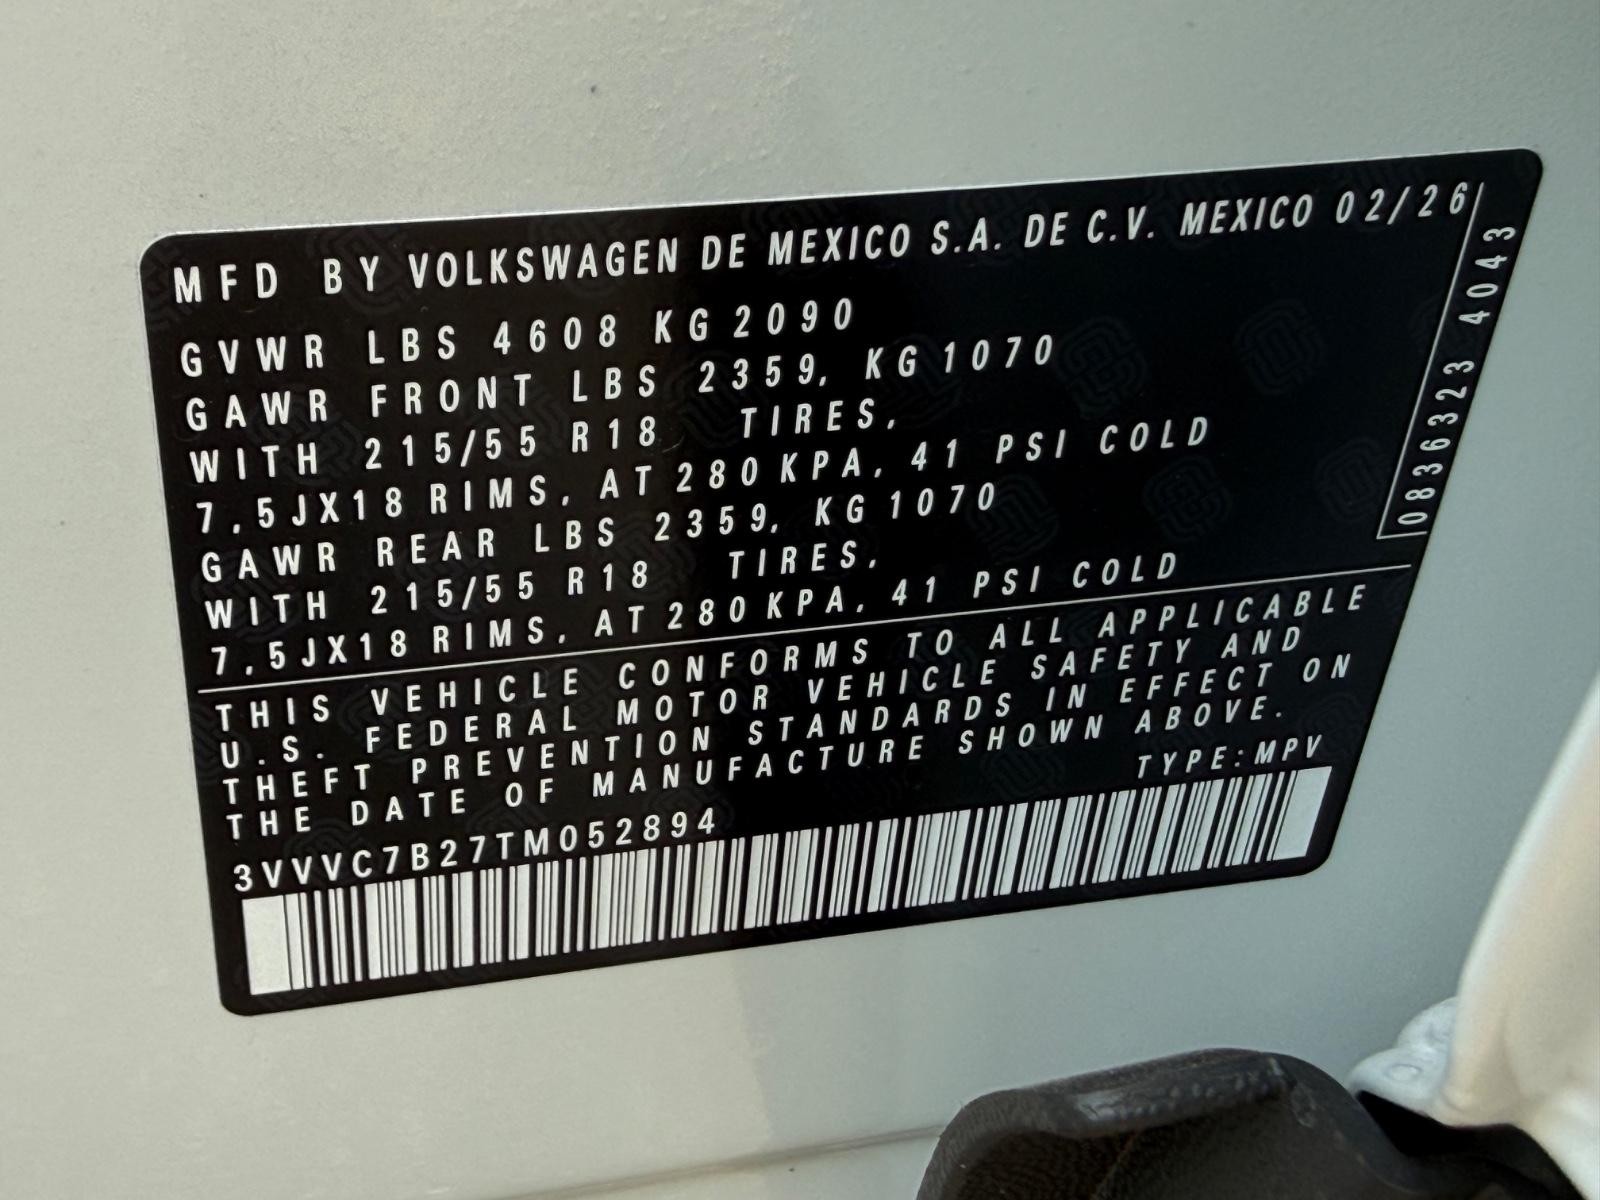 MFD BY VOLKSWAGEN DE MEXICO S.A. DE C.V. MEXICO 02/26
GVWR LBS 4608 KG 2090
GAWR FRONT LBS 2359, KG 1070
WITH 215/55 R18 TIRES,
7,5JX18 RIMS, AT 280 KPA, 41 PSI COLD
GAWR REAR LBS 2359, KG 1070
WITH 215/55 R18 TIRES,
7,5JX18 RIMS, AT 280 KPA, 41 PSI COLD
0836323 4043
THIS VEHICLE CONFORMS TO ALL APPLICABLE
U.S. FEDERAL MOTOR VEHICLE SAFETY AND
THEFT PREVENTION STANDARDS IN EFFECT ON
THE DATE OF MANUFACTURE SHOWN ABOVE.
TYPE:MPV
3VVVC7B27TM052894